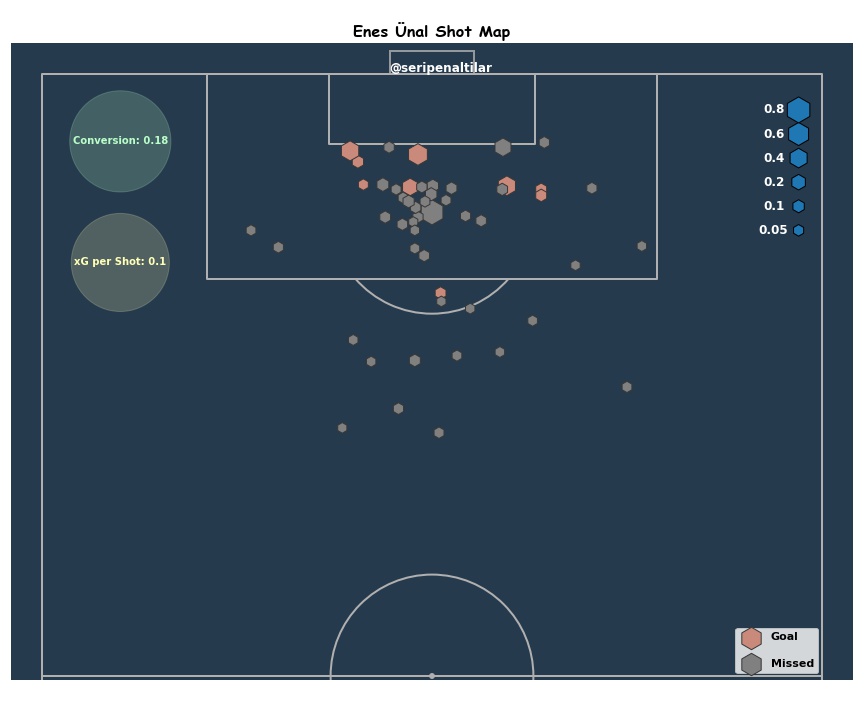 Enes Ünal Shot Map
@seripenaltilar
Conversion: 0.18
xG per Shot: 0.1
0.8
0.6
0.4
0.2
0.1
0.05
Goal
Missed